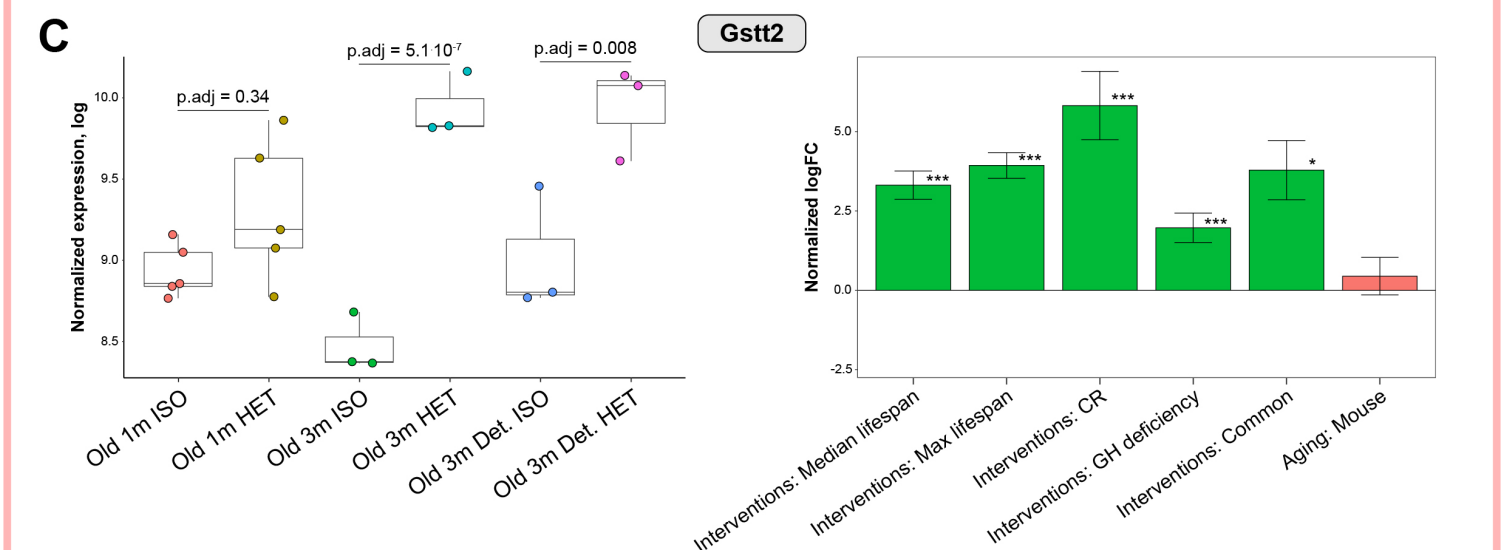 C
Gstt2
p.adj = 0.34
p.adj = 5.1·10-7
p.adj = 0.008
Normalized expression, log
10.0
9.5
9.0
8.5
Old 1m ISO
Old 1m HET
Old 3m ISO
Old 3m HET
Old 3m Det. ISO
Old 3m Det. HET
Normalized logFC
5.0
2.5
0.0
-2.5
***
***
***
***
*
Interventions: Median lifespan
Interventions: Max lifespan
Interventions: CR
Interventions: GH deficiency
Interventions: Common
Aging: Mouse